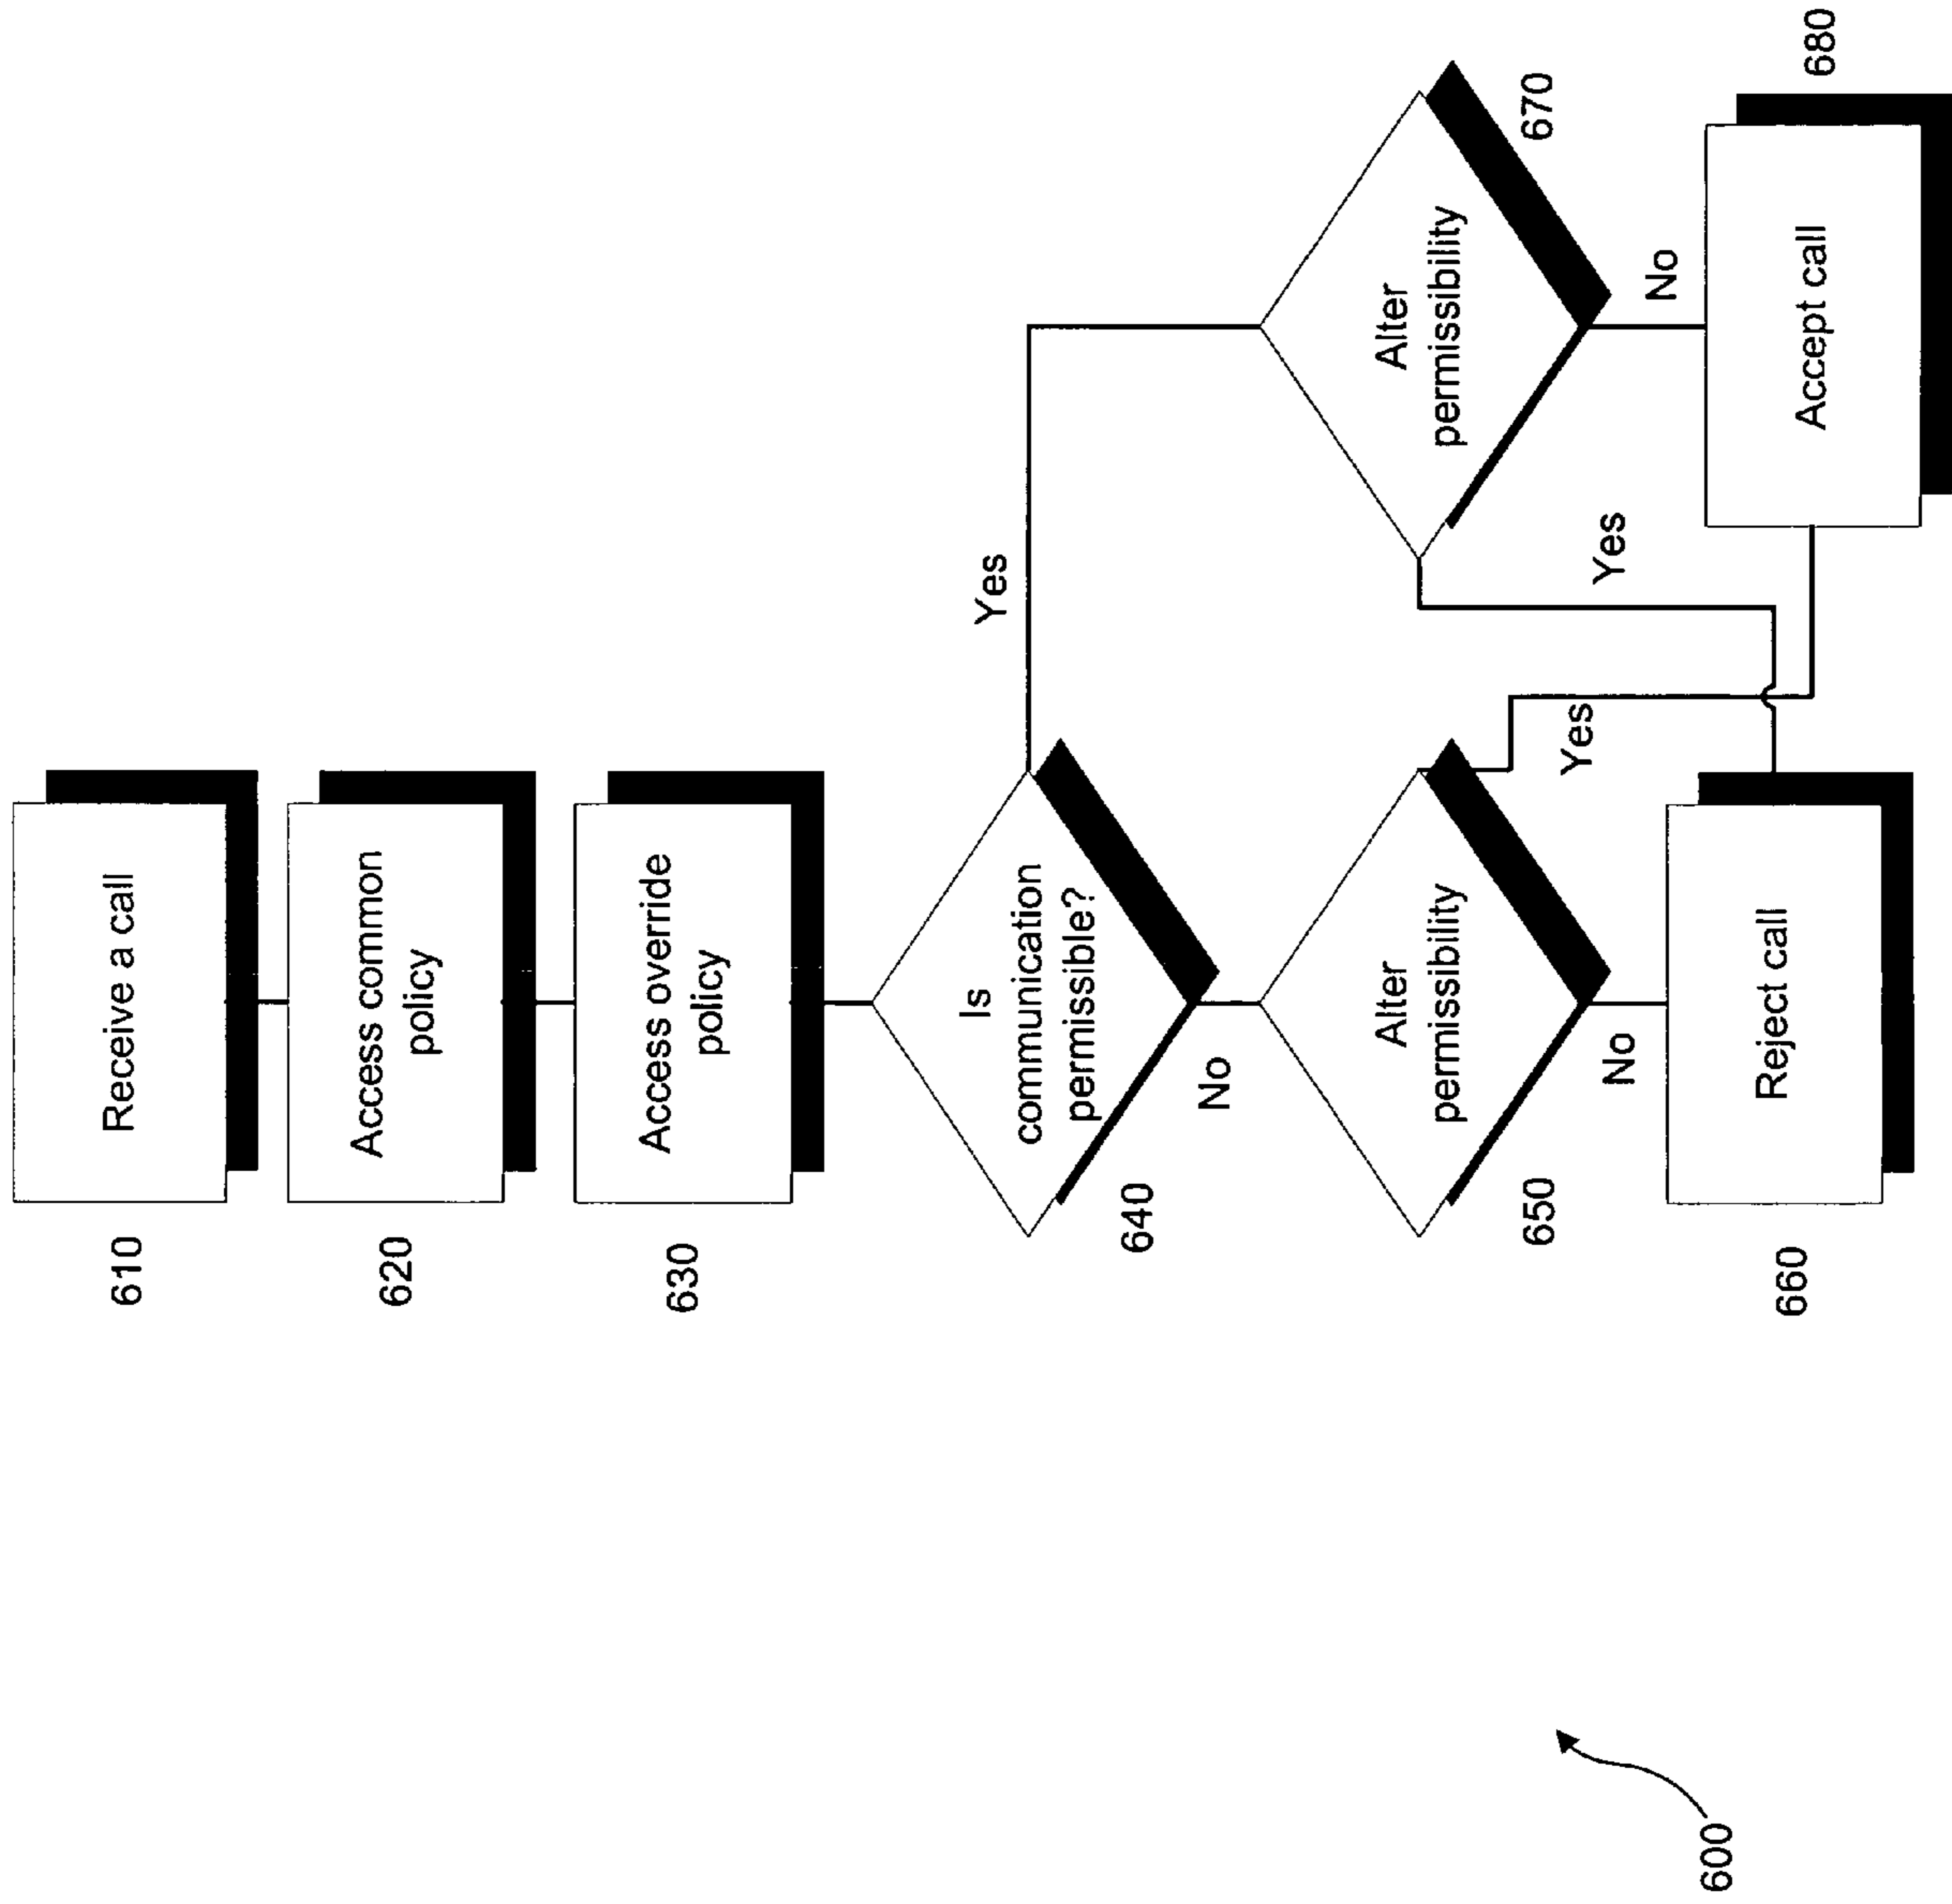 610
Receive a call
620
Access common
policy
630
Access override
policy
640
Is
communication
permissible?
Yes
No
650
Alter
permissibility
Yes
No
660
Reject call
670
Alter
permissibility
Yes
No
680
Accept call
600